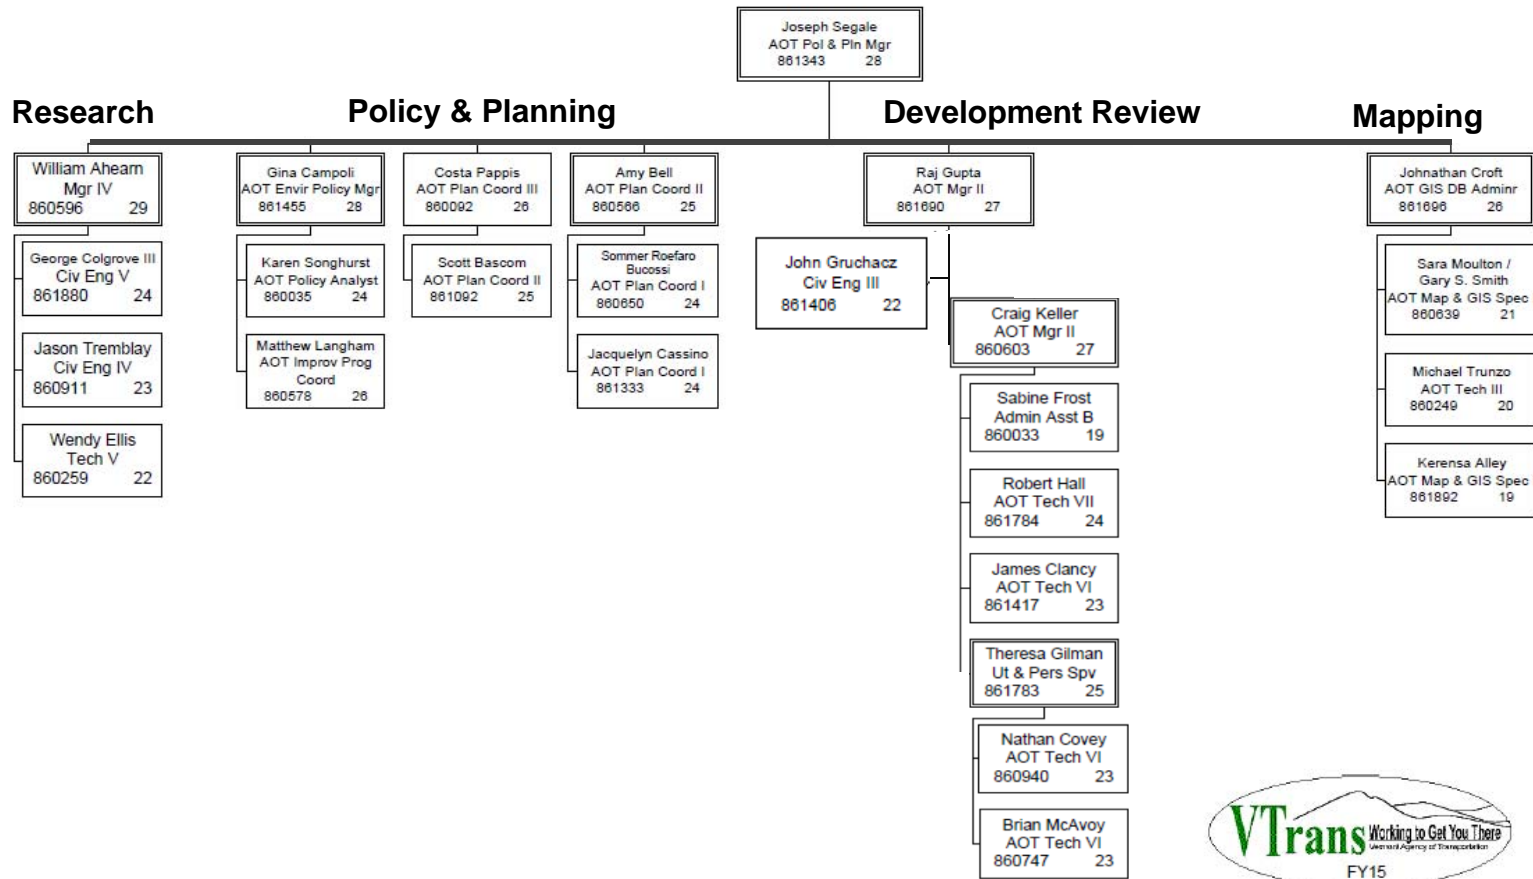 Joseph Segale
AOT Pol & Pln Mgr
861343 28
Research
Policy & Planning
Development Review
Mapping
William Ahearn
Mgr IV
860596 29
George Colgrove III
Civ Eng V
861880 24
Jason Tremblay
Civ Eng IV
860911 23
Wendy Ellis
Tech V
860259 22
Gina Campoli
AOT Envir Policy Mgr
861455 28
Karen Songhurst
AOT Policy Analyst
860035 24
Matthew Langham
AOT Improv Prog
Coord
860578 26
Costa Pappis
AOT Plan Coord III
860092 26
Scott Bascom
AOT Plan Coord II
861092 25
Amy Bell
AOT Plan Coord II
860566 25
Sommer Roefaro
Bucossi
AOT Plan Coord I
860650 24
Jacquelyn Cassino
AOT Plan Coord I
861333 24
Raj Gupta
AOT Mgr II
861690 27
John Gruchacz
Civ Eng III
861406 22
Craig Keller
AOT Mgr II
860603 27
Sabine Frost
Admin Asst B
860033 19
Robert Hall
AOT Tech VII
861784 24
James Clancy
AOT Tech VI
861417 23
Theresa Gilman
Ut & Pers Spv
861783 25
Nathan Covey
AOT Tech VI
860940 23
Brian McAvoy
AOT Tech VI
860747 23
Johnathan Croft
AOT GIS DB Adminr
861696 26
Sara Moulton /
Gary S. Smith
AOT Map & GIS Spec
860639 21
Michael Trunzo
AOT Tech III
860249 20
Kerensa Alley
AOT Map & GIS Spec
861892 19
VTrans Working to Get You There
Vermont Agency of Transportation
FY15